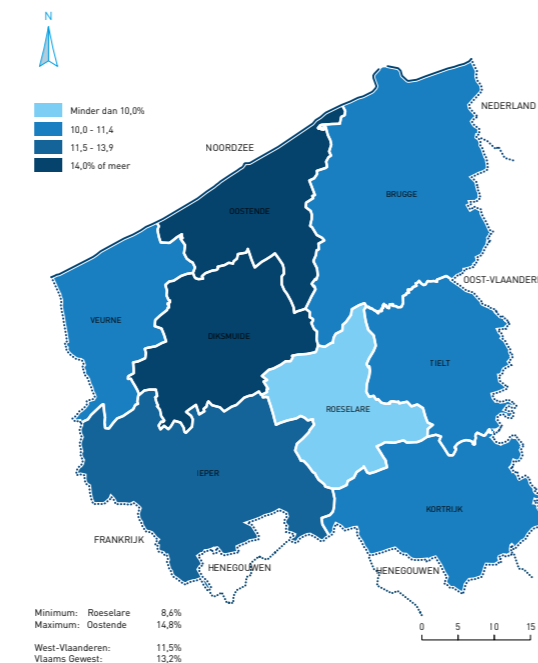 N
Minder dan 10,0%
10,0 - 11,4
11,5 - 13,9
14,0% of meer
NEDERLAND
NOORDZEE
BRUGGE
OOSTENDE
OOST-VLAANDERE
VEURNE
DIKSMUIDE
TIELT
ROESELARE
IEPER
KORTRIJK
FRANKRIJK
HENEGOUWEN
HENEGOUWEN
Minimum: Roeselare 8,6%
Maximum: Oostende 14,8%
West-Vlaanderen: 11,5%
Vlaams Gewest: 13,2%
0 5 10 15